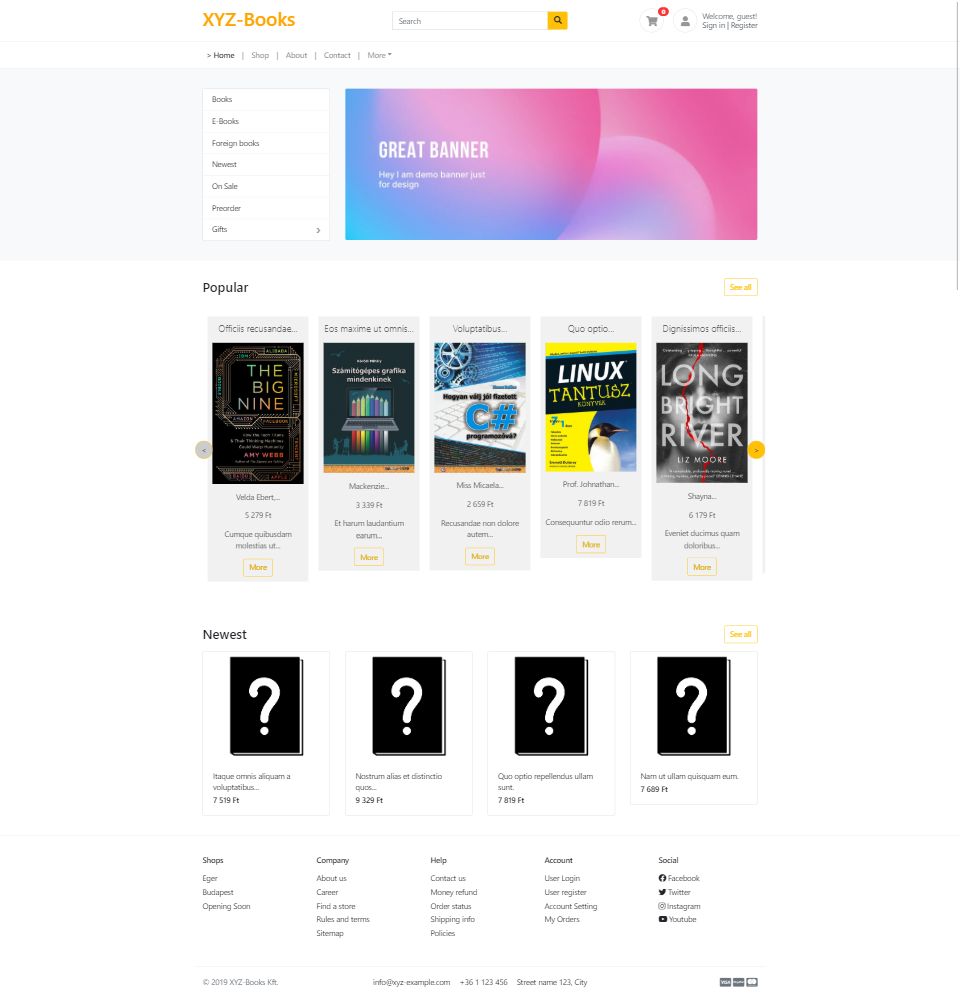 XYZ-Books
Search
0
Welcome, guest!
Sign in | Register
> Home | Shop | About | Contact | More
Books
E-Books
Foreign books
Newest
On Sale
Preorder
Gifts
GREAT BANNER
Hey I am demo banner just
for design
Popular
See all
Officiis recusandae...
THE
BIG
NINE
AMY WEBB
Velda Ebert,...
5 279 Ft
Cumque quibusdam
molestias ut...
More
Eos maxime ut omnis...
Számítógépes grafika
mindenkinek
Mackenzie...
3 339 Ft
Et harum laudantium
earum...
More
Voluptatibus...
Hogyan válj jól fizetett
C#
programozóvá?
Miss Micaela...
2 659 Ft
Recusandae non dolore
autem...
More
Quo optio...
LINUX
TANTUSZ
KÖNYVEK
Prof. Johnathan...
7 819 Ft
Consequuntur odio rerum...
More
Dignissimos officiis...
LONG
BRIGHT
RIVER
LIZ MOORE
Shayna...
6 179 Ft
Eveniet ducimus quam
doloribus...
More
<
>
Newest
See all
Itaque omnis aliquam a
voluptatibus...
7 519 Ft
Nostrum alias et distinctio
quos...
9 329 Ft
Quo optio repellendus ullam
sunt.
7 819 Ft
Nam ut ullam quisquam eum.
7 689 Ft
Shops
Eger
Budapest
Opening Soon
Company
About us
Career
Find a store
Rules and terms
Sitemap
Help
Contact us
Money refund
Order status
Shipping info
Policies
Account
User Login
User register
Account Setting
My Orders
Social
Facebook
Twitter
Instagram
Youtube
© 2019 XYZ-Books Kft.
info@xyz-example.com +36 1 123 456 Street name 123, City
VISA